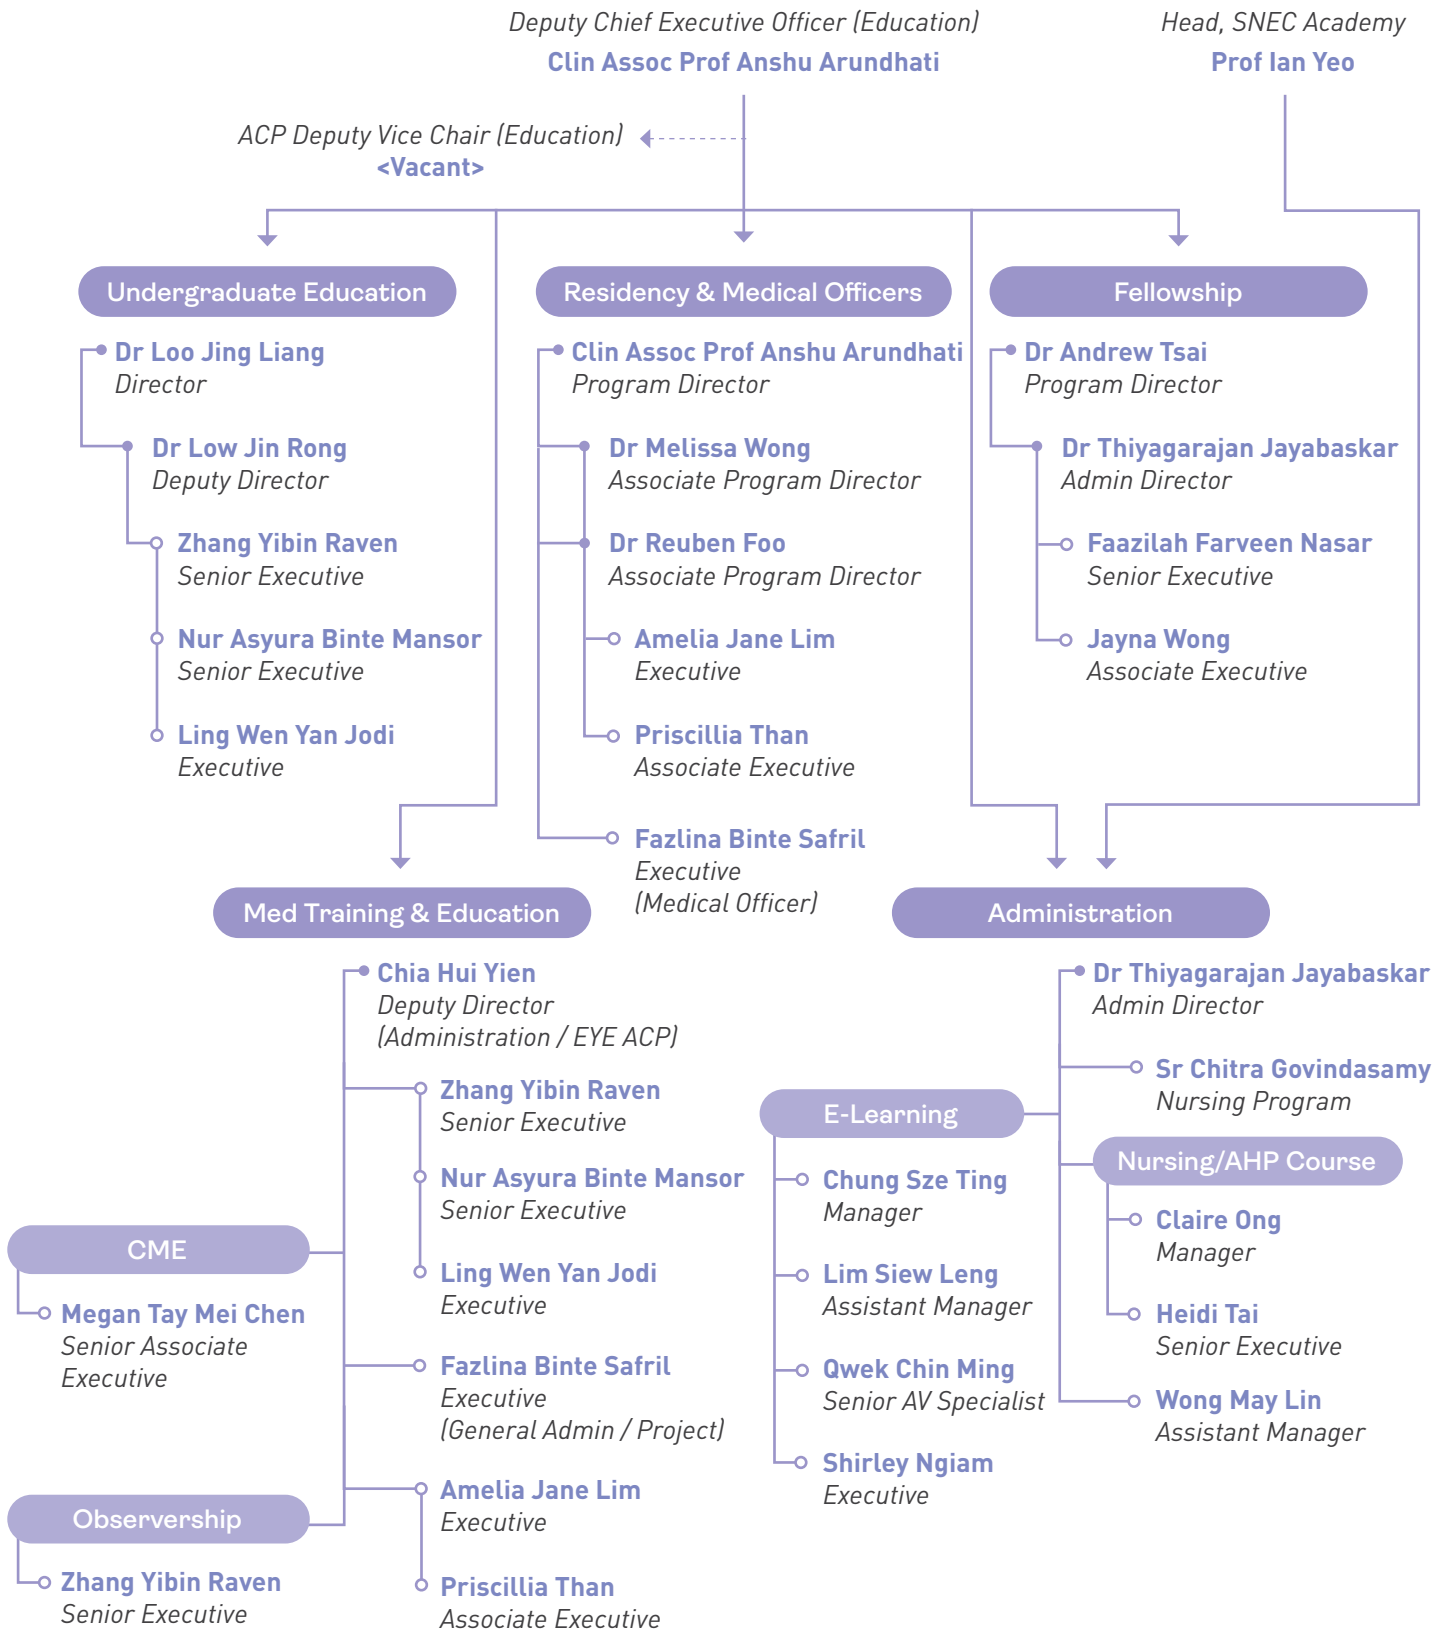 Deputy Chief Executive Officer (Education)
Clin Assoc Prof Anshu Arundhati
Head, SNEC Academy
Prof Ian Yeo
ACP Deputy Vice Chair (Education)
<Vacant>
Undergraduate Education
Dr Loo Jing Liang
Director
Dr Low Jin Rong
Deputy Director
Zhang Yibin Raven
Senior Executive
Nur Asyura Binte Mansor
Senior Executive
Ling Wen Yan Jodi
Executive
Residency & Medical Officers
Clin Assoc Prof Anshu Arundhati
Program Director
Dr Melissa Wong
Associate Program Director
Dr Reuben Foo
Associate Program Director
Amelia Jane Lim
Executive
Priscillia Than
Associate Executive
Fazlina Binte Safril
Executive
(Medical Officer)
Fellowship
Dr Andrew Tsai
Program Director
Dr Thiyagarajan Jayabaskar
Admin Director
Faazilah Farveen Nasar
Senior Executive
Jayna Wong
Associate Executive
Med Training & Education
Chia Hui Yien
Deputy Director
(Administration / EYE ACP)
Zhang Yibin Raven
Senior Executive
Nur Asyura Binte Mansor
Senior Executive
Ling Wen Yan Jodi
Executive
Fazlina Binte Safril
Executive
(General Admin / Project)
Amelia Jane Lim
Executive
Priscillia Than
Associate Executive
CME
Megan Tay Mei Chen
Senior Associate
Executive
Observership
Zhang Yibin Raven
Senior Executive
Administration
Dr Thiyagarajan Jayabaskar
Admin Director
Sr Chitra Govindasamy
Nursing Program
E-Learning
Chung Sze Ting
Manager
Lim Siew Leng
Assistant Manager
Qwek Chin Ming
Senior AV Specialist
Shirley Ngiam
Executive
Nursing/AHP Course
Claire Ong
Manager
Heidi Tai
Senior Executive
Wong May Lin
Assistant Manager